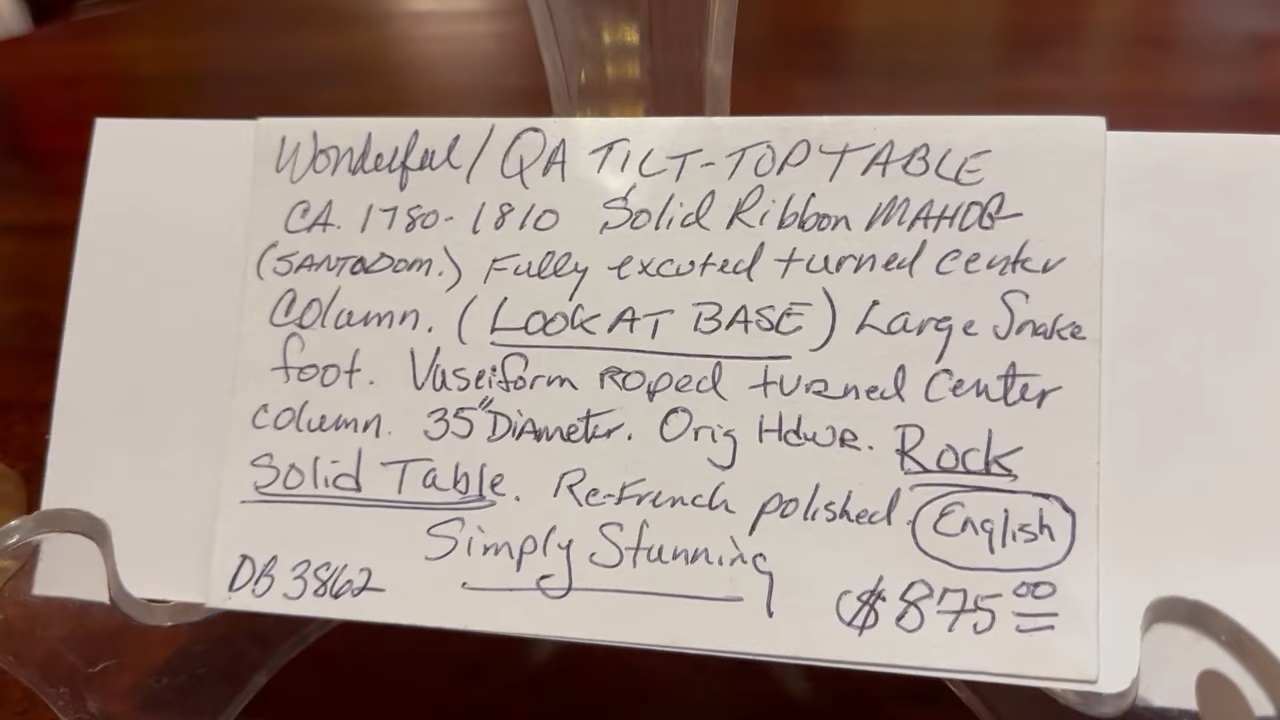 Wonderful / QA TILT-TOP TABLE
CA. 1780-1810 Solid Ribbon MAHOG
(SANTODOM.) Fully excuted turned center
Column. (LOOK AT BASE) Large Snake
foot. Vaseiform ROPED turned Center
column. 35" Diameter. Orig Hdwr. Rock
Solid Table. Re-French polished. English
Simply Stunning
DB 3862 $875.00